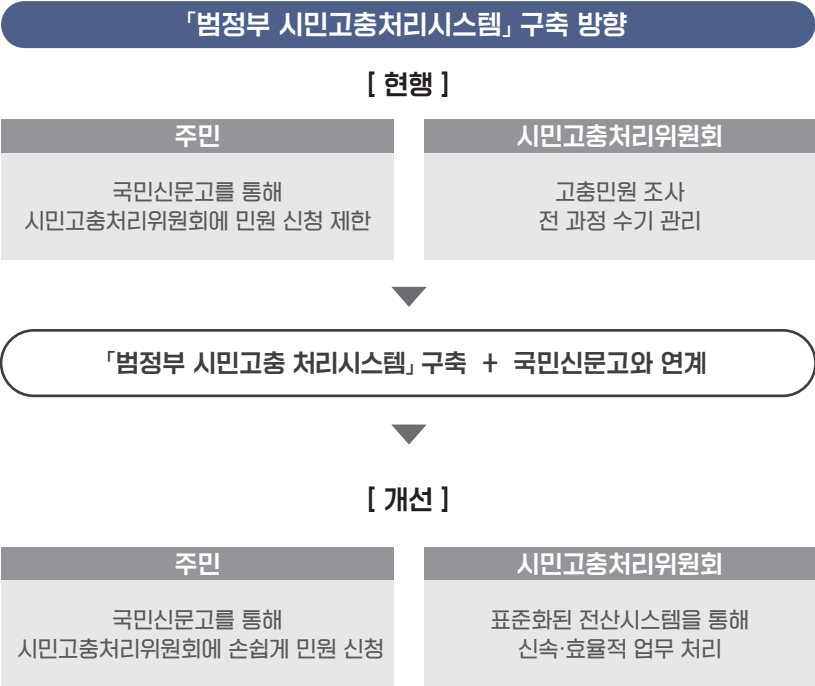 「범정부 시민고충처리시스템」 구축 방향
[ 현행 ]
주민
국민신문고를 통해
시민고충처리위원회에 민원 신청 제한
시민고충처리위원회
고충민원 조사
전 과정 수기 관리
「범정부 시민고충 처리시스템」 구축 + 국민신문고와 연계
[ 개선 ]
주민
국민신문고를 통해
시민고충처리위원회에 손쉽게 민원 신청
시민고충처리위원회
표준화된 전산시스템을 통해
신속·효율적 업무 처리